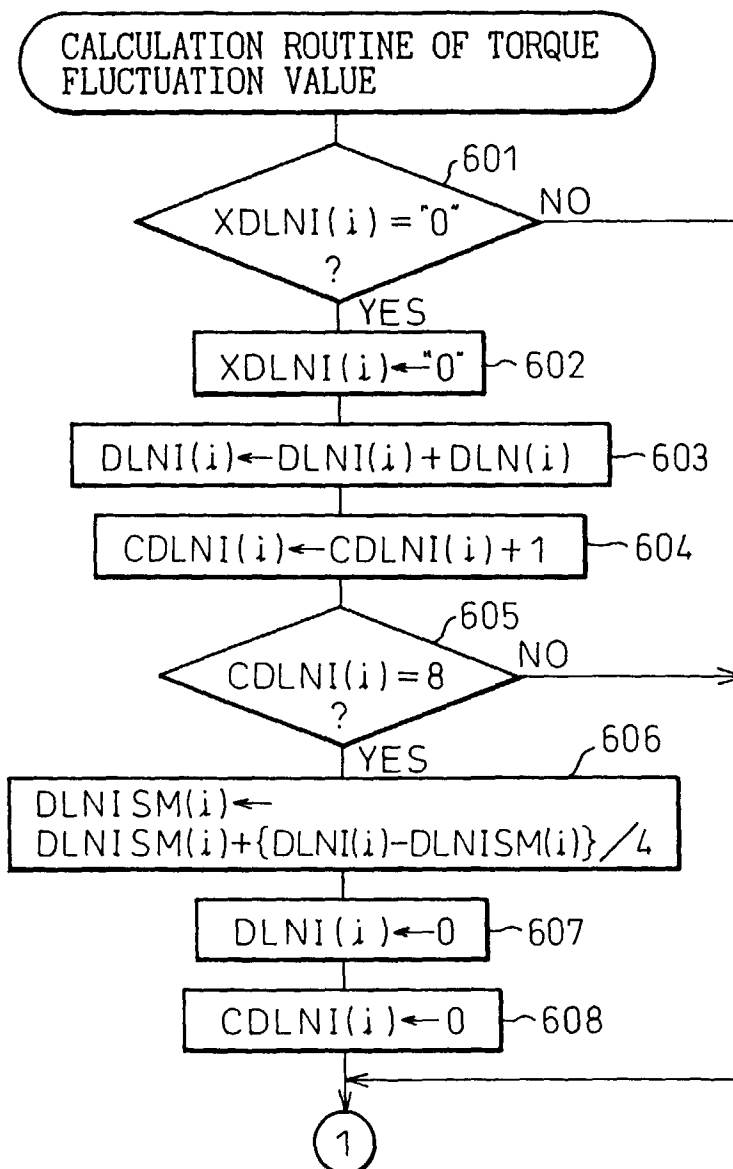 CALCULATION ROUTINE OF TORQUE
FLUCTUATION VALUE
601
XDLNI(i)="0"
?
NO
YES
XDLNI(i)←"0"
602
DLNI(i)←DLNI(i)+DLN(i)
603
CDLNI(i)←CDLNI(i)+1
604
605
CDLNI(i)=8
?
NO
YES
606
DLNISM(i)←
DLNISM(i)+{DLNI(i)-DLNISM(i)}/4
DLNI(i)←0
607
CDLNI(i)←0
608
1